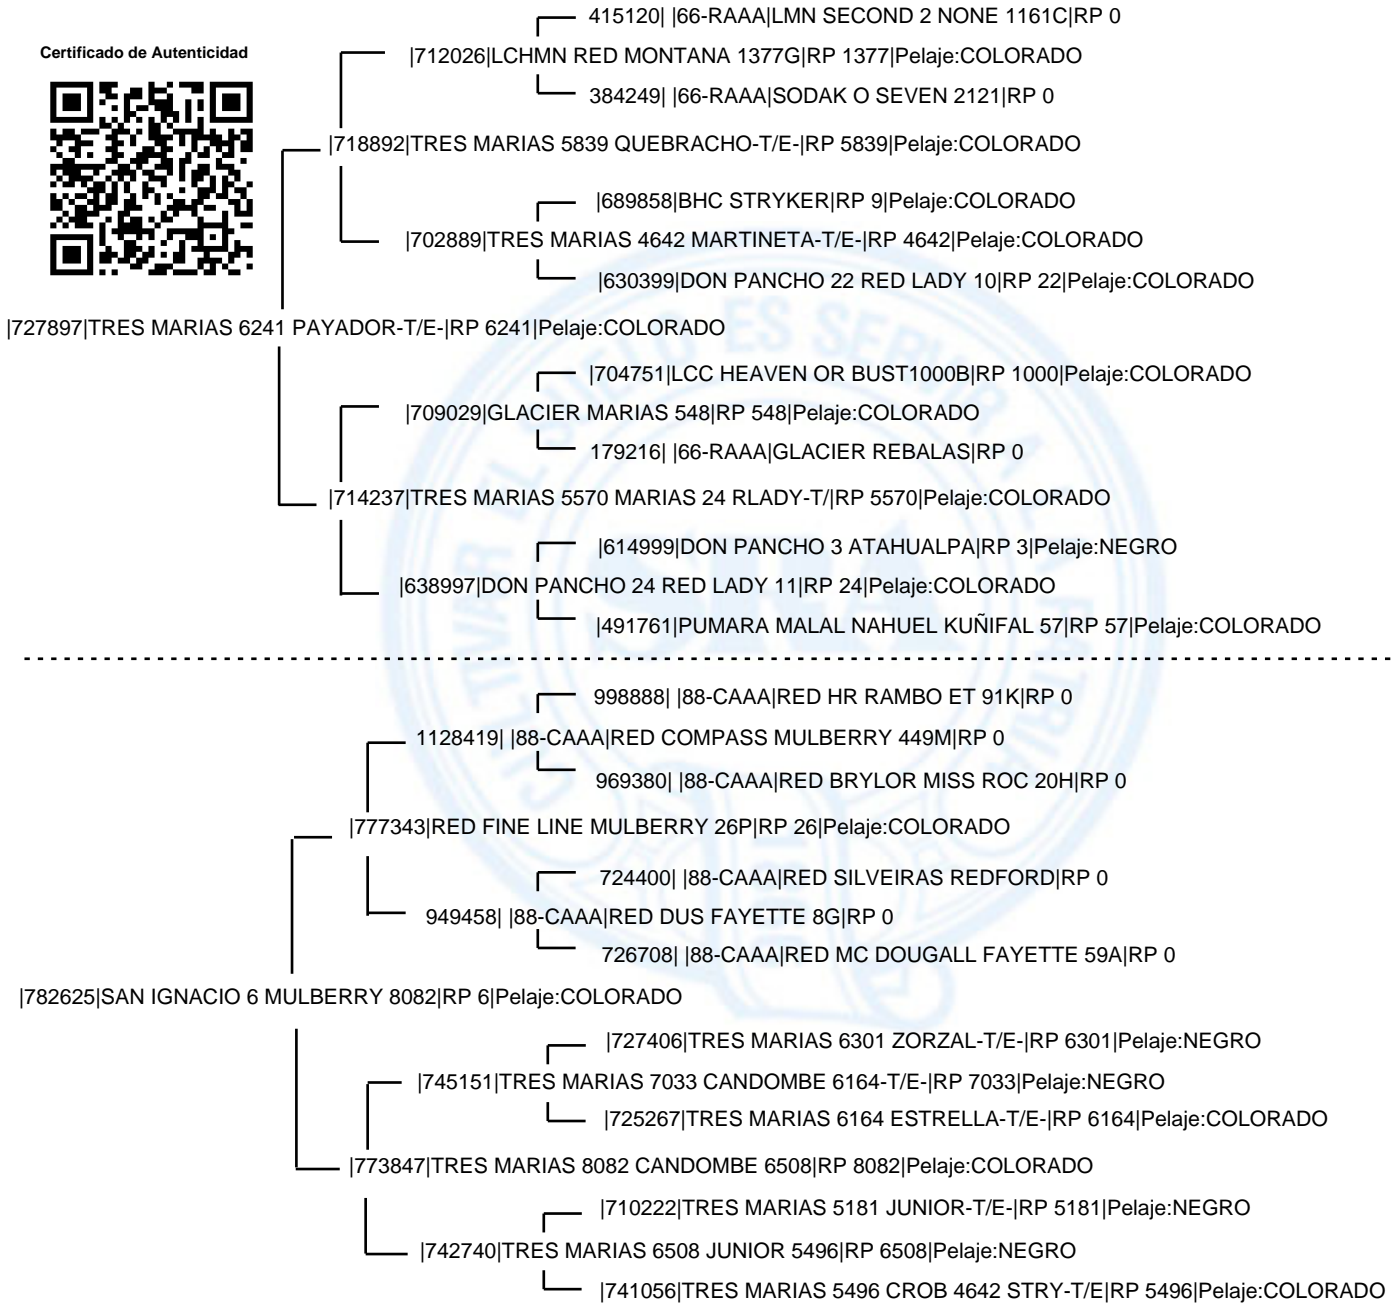 415120| |66-RAAA|LMN SECOND 2 NONE 1161C|RP 0
Certificado de Autenticidad
|712026|LCHMN RED MONTANA 1377G|RP 1377|Pelaje:COLORADO
384249| |66-RAAA|SODAK O SEVEN 2121|RP 0
|718892|TRES MARIAS 5839 QUEBRACHO-T/E-|RP 5839|Pelaje:COLORADO
|689858|BHC STRYKER|RP 9|Pelaje:COLORADO
|702889|TRES MARIAS 4642 MARTINETA-T/E-|RP 4642|Pelaje:COLORADO
|630399|DON PANCHO 22 RED LADY 10|RP 22|Pelaje:COLORADO
|727897|TRES MARIAS 6241 PAYADOR-T/E-|RP 6241|Pelaje:COLORADO
|704751|LCC HEAVEN OR BUST1000B|RP 1000|Pelaje:COLORADO
|709029|GLACIER MARIAS 548|RP 548|Pelaje:COLORADO
179216| |66-RAAA|GLACIER REBALAS|RP 0
|714237|TRES MARIAS 5570 MARIAS 24 RLADY-T/|RP 5570|Pelaje:COLORADO
|614999|DON PANCHO 3 ATAHUALPA|RP 3|Pelaje:NEGRO
|638997|DON PANCHO 24 RED LADY 11|RP 24|Pelaje:COLORADO
|491761|PUMARA MALAL NAHUEL KUÑIFAL 57|RP 57|Pelaje:COLORADO
998888| |88-CAAA|RED HR RAMBO ET 91K|RP 0
1128419| |88-CAAA|RED COMPASS MULBERRY 449M|RP 0
969380| |88-CAAA|RED BRYLOR MISS ROC 20H|RP 0
|777343|RED FINE LINE MULBERRY 26P|RP 26|Pelaje:COLORADO
724400| |88-CAAA|RED SILVEIRAS REDFORD|RP 0
949458| |88-CAAA|RED DUS FAYETTE 8G|RP 0
726708| |88-CAAA|RED MC DOUGALL FAYETTE 59A|RP 0
|782625|SAN IGNACIO 6 MULBERRY 8082|RP 6|Pelaje:COLORADO
|727406|TRES MARIAS 6301 ZORZAL-T/E-|RP 6301|Pelaje:NEGRO
|745151|TRES MARIAS 7033 CANDOMBE 6164-T/E-|RP 7033|Pelaje:NEGRO
|725267|TRES MARIAS 6164 ESTRELLA-T/E-|RP 6164|Pelaje:COLORADO
|773847|TRES MARIAS 8082 CANDOMBE 6508|RP 8082|Pelaje:COLORADO
|710222|TRES MARIAS 5181 JUNIOR-T/E-|RP 5181|Pelaje:NEGRO
|742740|TRES MARIAS 6508 JUNIOR 5496|RP 6508|Pelaje:NEGRO
|741056|TRES MARIAS 5496 CROB 4642 STRY-T/E|RP 5496|Pelaje:COLORADO
CULTIVAR EL SUELO ES SERVIR A LA PATRIA
SRA